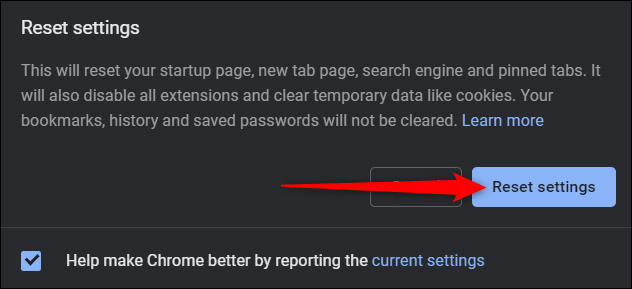 Reset settings
This will reset your startup page, new tab page, search engine and pinned tabs. It
will also disable all extensions and clear temporary data like cookies. Your
bookmarks, history and saved passwords will not be cleared. Learn more
Reset settings
Help make Chrome better by reporting the current settings